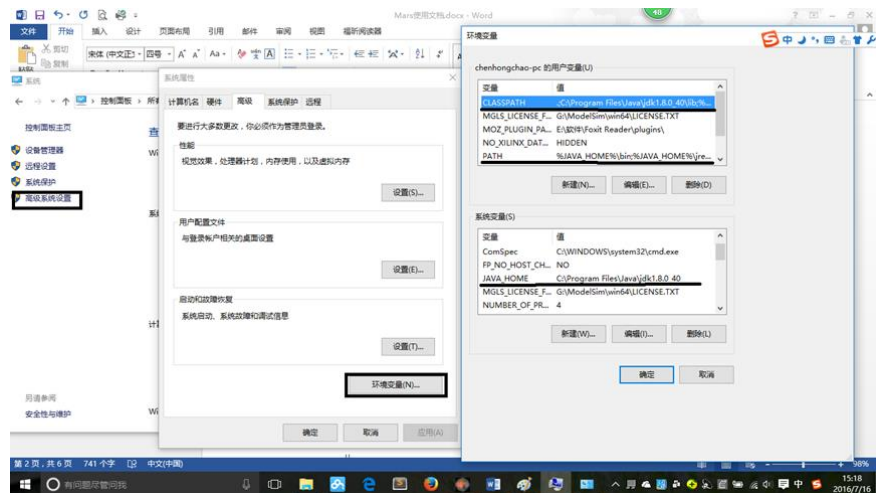 Mars使用文档.docx - Word
文件 开始 插入 设计 页面布局 引用 邮件 审阅 视图 福昕阅读器
剪切
宋体 (中文正) 四号
复制
系统
控制面板
控制面板主页
设备管理器
远程设置
系统保护
高级系统设置
另请参阅
安全性与维护
系统属性
计算机名 硬件 高级 系统保护 远程
要进行大多数更改，你必须作为管理员登录。
性能
视觉效果，处理器计划，内存使用，以及虚拟内存
设置(S)...
用户配置文件
与登录帐户相关的桌面设置
设置(E)...
启动和故障恢复
系统启动、系统故障和调试信息
设置(T)...
环境变量(N)...
确定 取消 应用(A)
48
环境变量
chenhongchao-pc 的用户变量(U)
变量 值
CLASSPATH .;C:\Program Files\Java\jdk1.8.0_40\lib;%...
MGLS_LICENSE_F... G:\ModelSim\win64\LICENSE.TXT
MOZ_PLUGIN_PA... E:\软件\Foxit Reader\plugins\
NO_XILINX_DAT... HIDDEN
PATH %JAVA_HOME%\bin;%JAVA_HOME%\jre...
新建(N)... 编辑(E)... 删除(D)
系统变量(S)
变量 值
ComSpec C:\WINDOWS\system32\cmd.exe
FP_NO_HOST_CH... NO
JAVA_HOME C:\Program Files\Java\jdk1.8.0_40
MGLS_LICENSE_F... G:\ModelSim\win64\LICENSE.TXT
NUMBER_OF_PR... 4
新建(W)... 编辑(I)... 删除(L)
确定 取消
中
第 2 页，共 6 页 741 个字 中文(中国) 98%
有问题尽管问我
中
15:18
2016/7/16